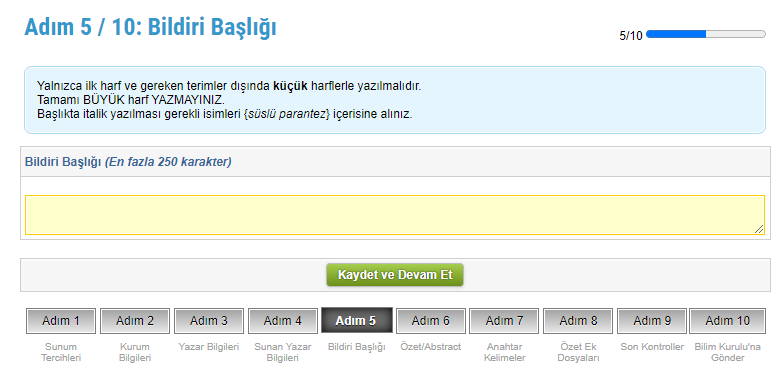 Adım 5 / 10: Bildiri Başlığı
5/10
Yalnızca ilk harf ve gereken terimler dışında küçük harflerle yazılmalıdır.
Tamamı BÜYÜK harf YAZMAYINIZ.
Başlıkta italik yazılması gerekli isimleri {süslü parantez} içerisine alınız.
Bildiri Başlığı (En fazla 250 karakter)
Kaydet ve Devam Et
Adım 1 Adım 2 Adım 3 Adım 4 Adım 5 Adım 6 Adım 7 Adım 8 Adım 9 Adım 10
Sunum Kurum Yazar Bilgileri Sunan Yazar Bildiri Başlığı Özet/Abstract Anahtar Özet Ek Son Kontroller Bilim Kurulu'na
Tercihleri Bilgileri Bilgileri Kelimeler Dosyaları Gönder